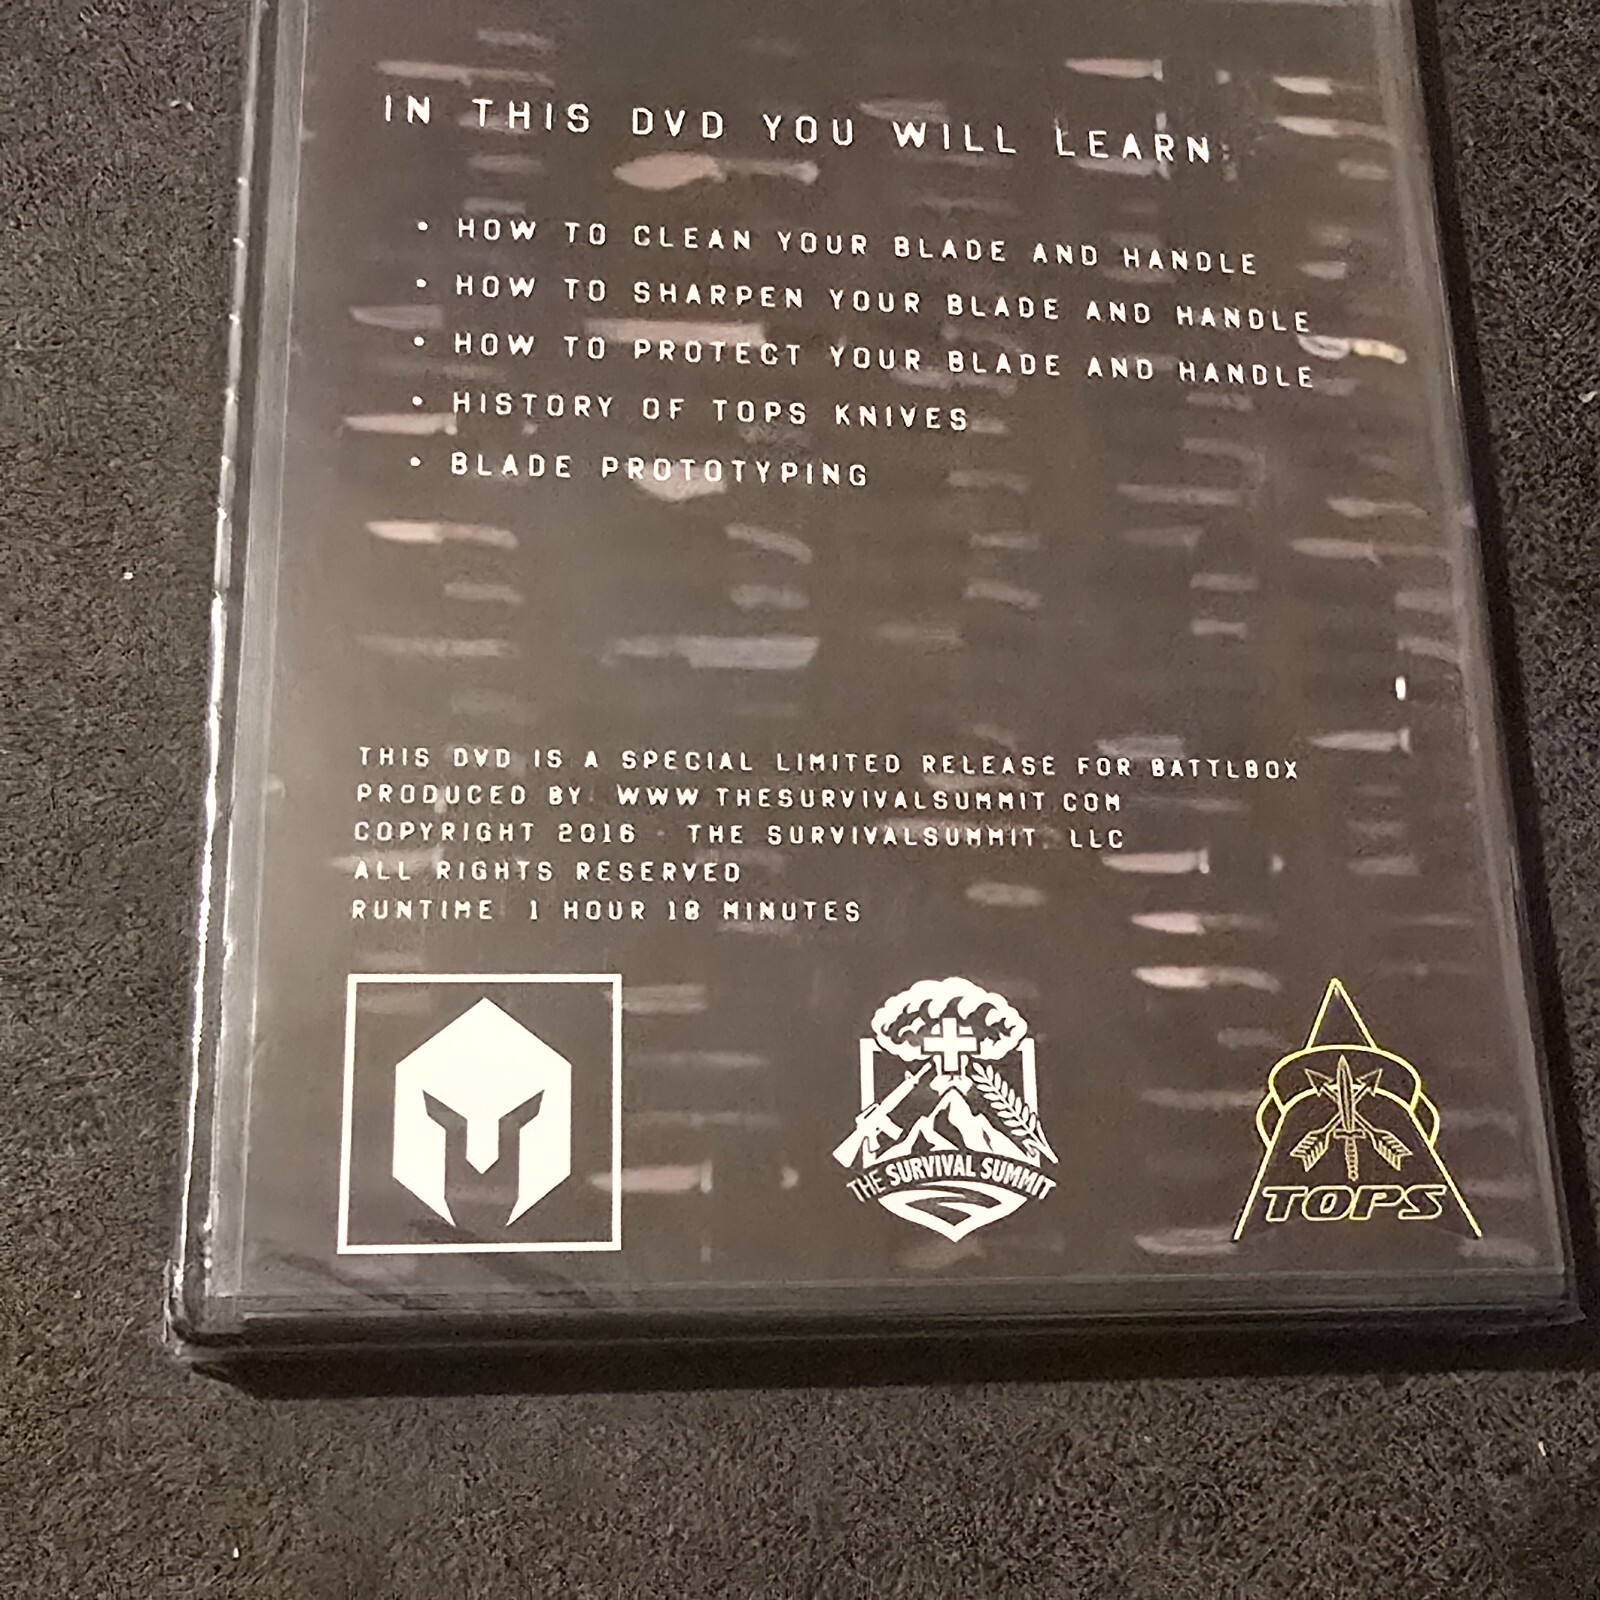 IN THIS DVD YOU WILL LEARN:
• HOW TO CLEAN YOUR BLADE AND HANDLE
• HOW TO SHARPEN YOUR BLADE AND HANDLE
• HOW TO PROTECT YOUR BLADE AND HANDLE
• HISTORY OF TOPS KNIVES
• BLADE PROTOTYPING
THIS DVD IS A SPECIAL LIMITED RELEASE FOR BATTLBOX
PRODUCED BY: WWW.THESURVIVALSUMMIT.COM
COPYRIGHT 2016 - THE SURVIVALSUMMIT, LLC
ALL RIGHTS RESERVED
RUNTIME: 1 HOUR 18 MINUTES
THE SURVIVAL SUMMIT
TOPS